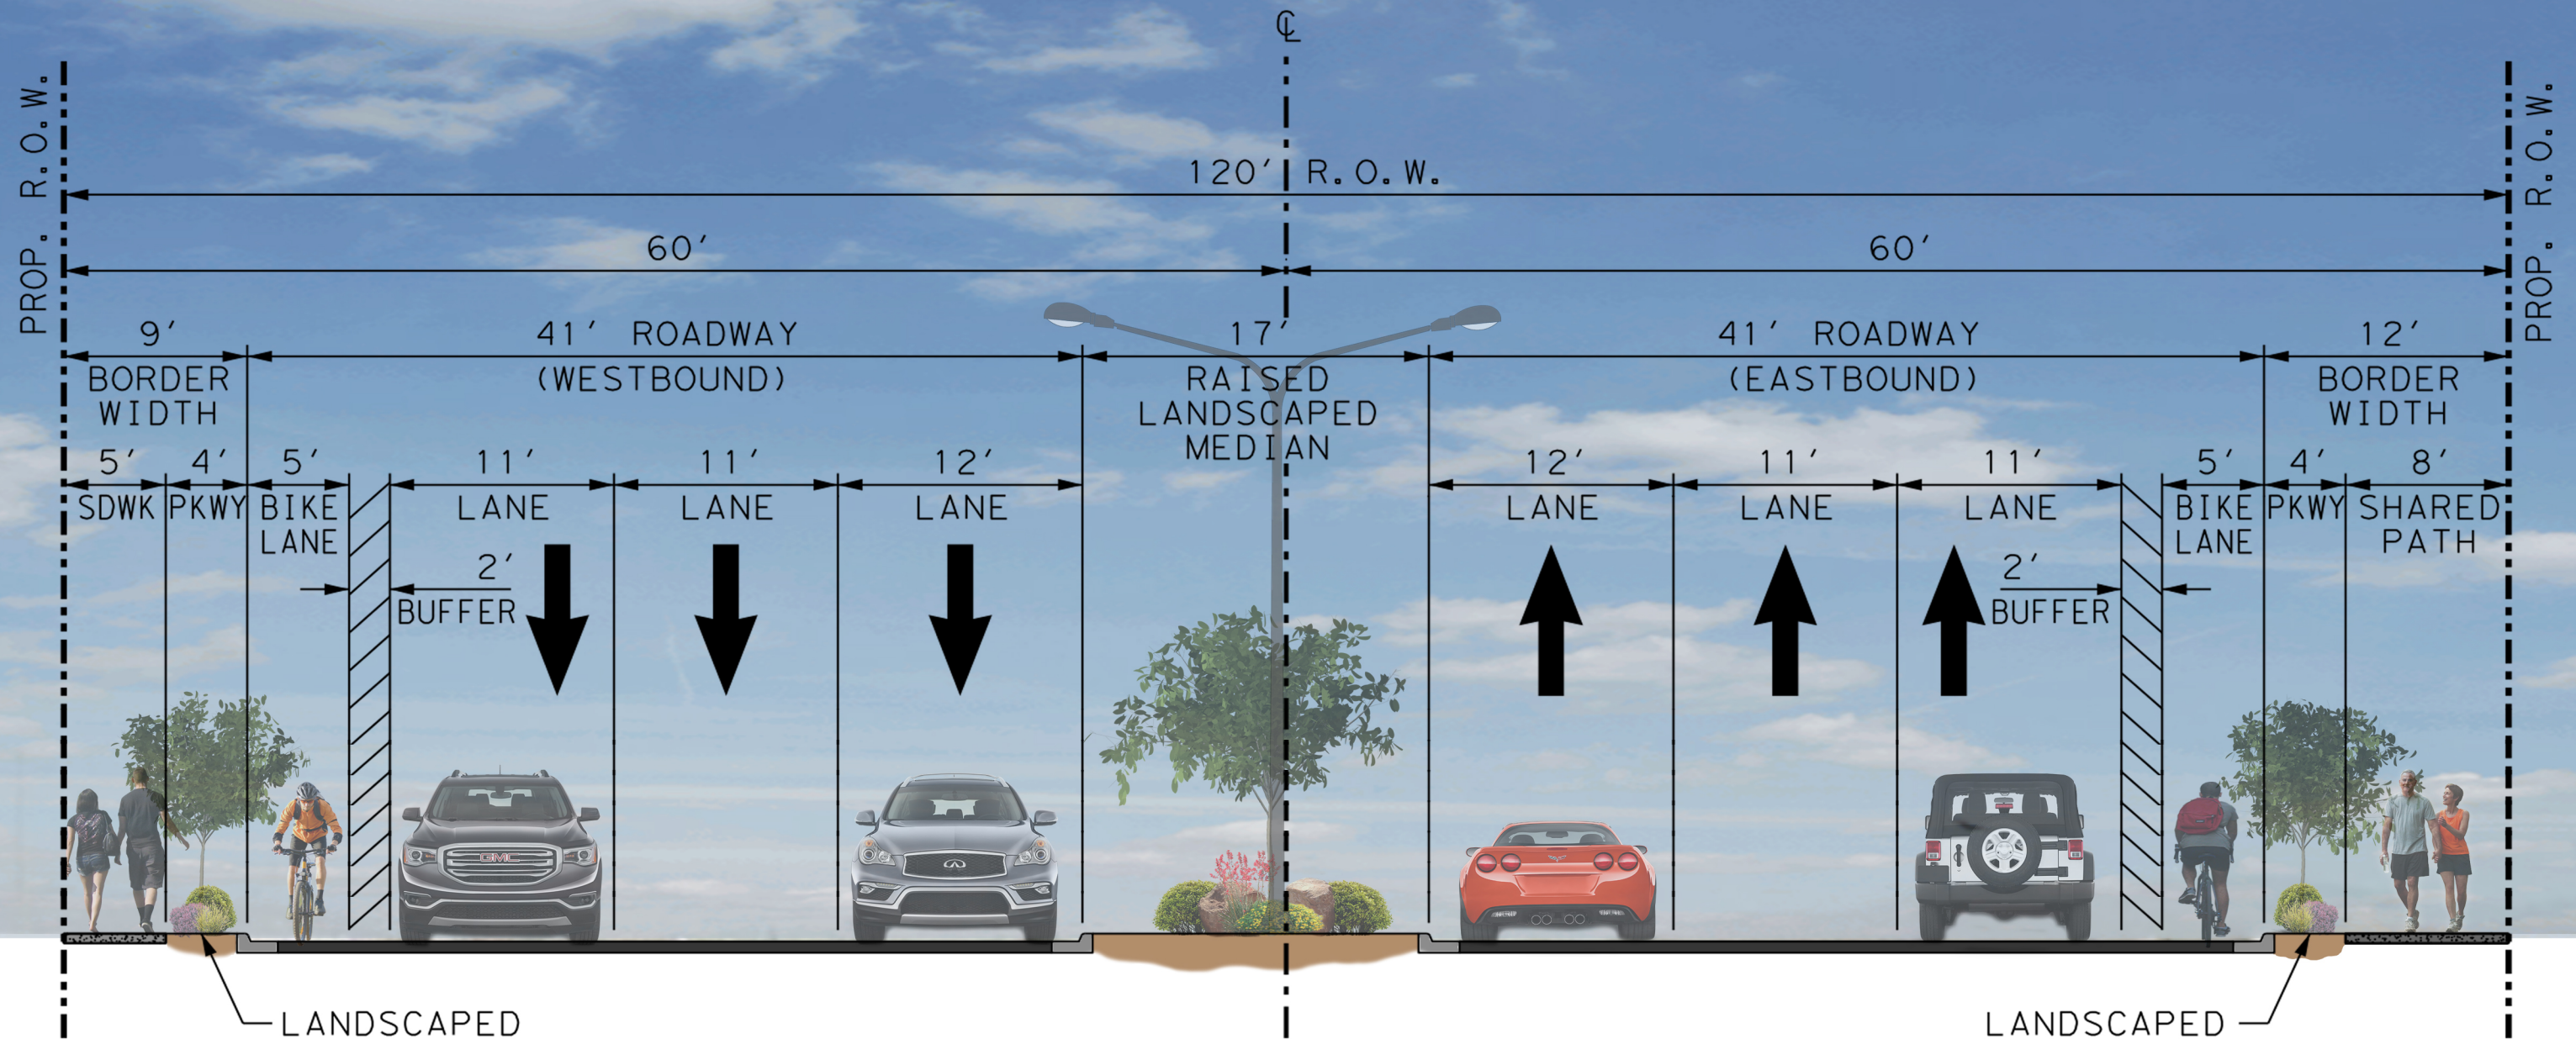 ℄
PROP. R.O.W.
120' R.O.W.
PROP. R.O.W.
60'
60'
9'
BORDER
WIDTH
41' ROADWAY
(WESTBOUND)
17'
RAISED
LANDSCAPED
MEDIAN
41' ROADWAY
(EASTBOUND)
12'
BORDER
WIDTH
5'
SDWK
4'
PKWY
5'
BIKE
LANE
2'
BUFFER
11'
LANE
11'
LANE
12'
LANE
12'
LANE
11'
LANE
11'
LANE
2'
BUFFER
5'
BIKE
LANE
4'
PKWY
8'
SHARED
PATH
GMC
LANDSCAPED
LANDSCAPED